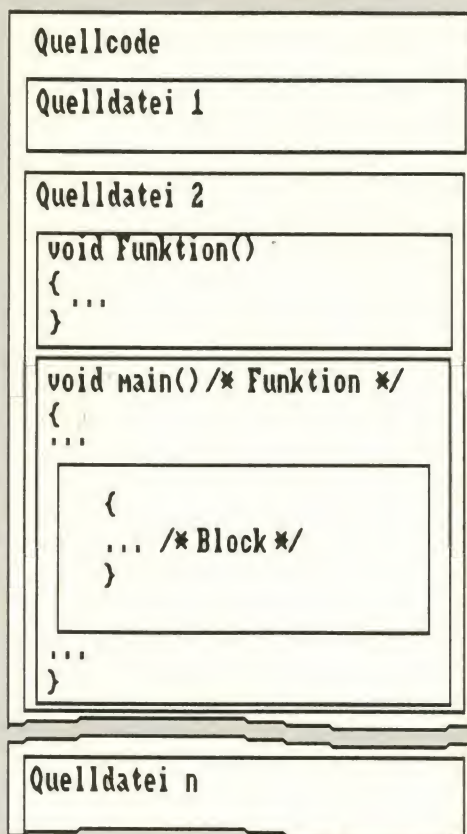 Quellcode
Quelldatei 1
Quelldatei 2
void Funktion()
{
...
}
void main() /* Funktion */
{
...
{
... /* Block */
}
...
}
Quelldatei n